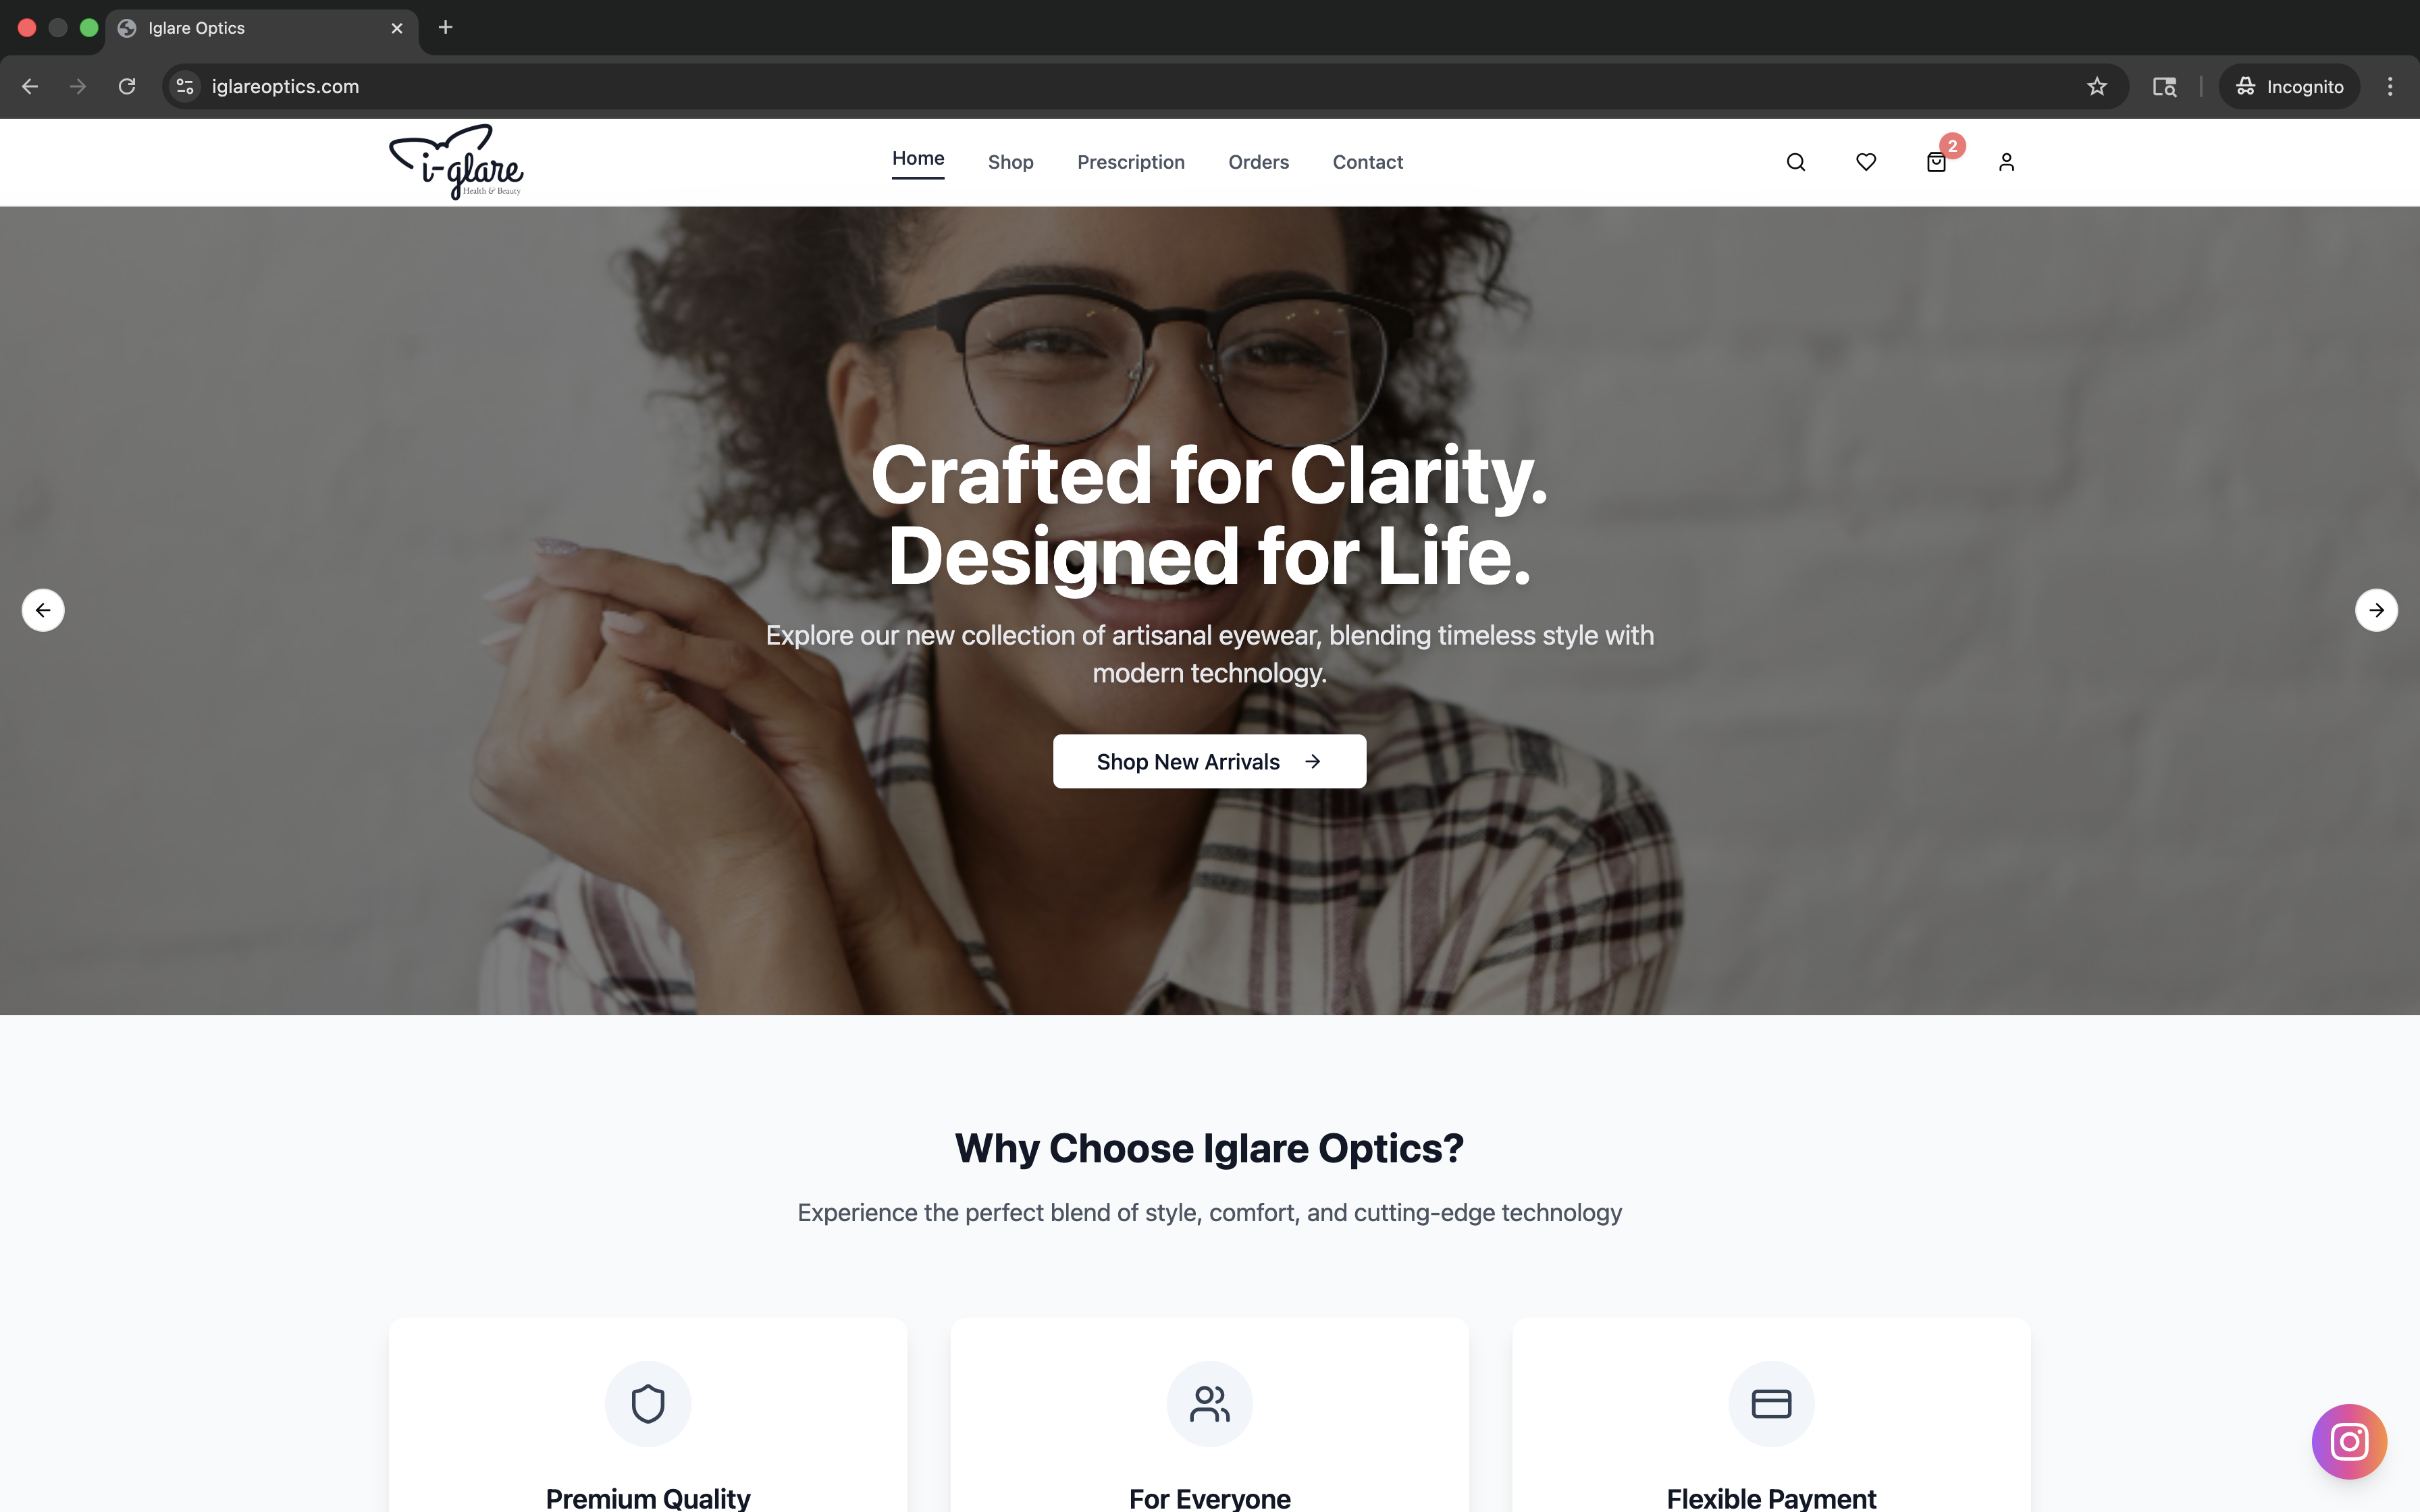 Iglare Optics
iglareoptics.com
Incognito
i-glare
Health & Beauty
Home
Shop
Prescription
Orders
Contact
2
Crafted for Clarity.
Designed for Life.
Explore our new collection of artisanal eyewear, blending timeless style with
modern technology.
Shop New Arrivals
Why Choose Iglare Optics?
Experience the perfect blend of style, comfort, and cutting-edge technology
Premium Quality
For Everyone
Flexible Payment